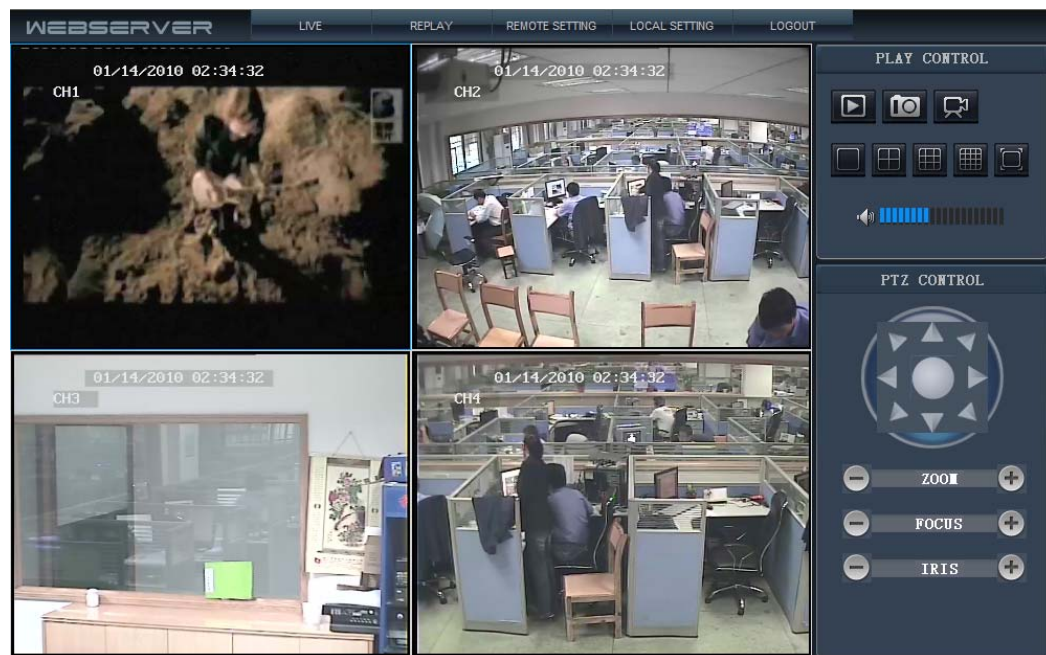 WEBSERVER
LIVE REPLAY REMOTE SETTING LOCAL SETTING LOGOUT
01/14/2010 02:34:32
CH1
01/14/2010 02:34:32
CH2
01/14/2010 02:34:32
CH3
01/14/2010 02:34:32
CH4
PLAY CONTROL
PTZ CONTROL
ZOOM
FOCUS
IRIS